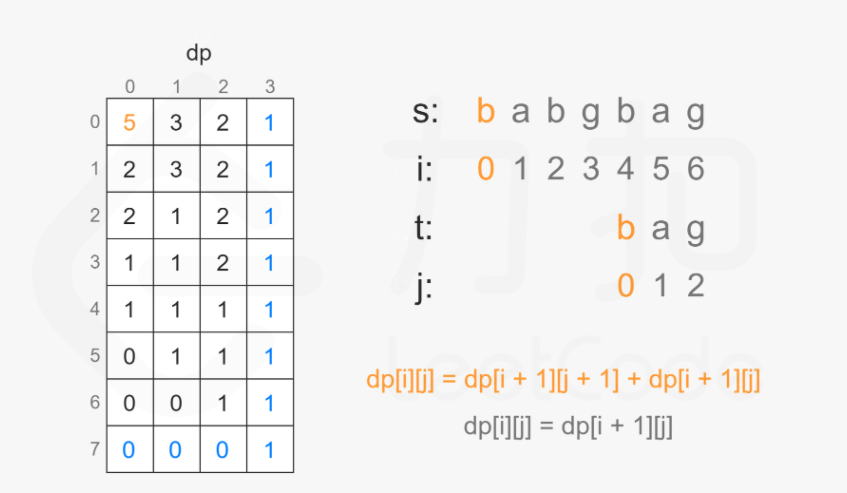 dp
0 1 2 3
0 5 3 2 1
1 2 3 2 1
2 2 1 2 1
3 1 1 2 1
4 1 1 1 1
5 0 1 1 1
6 0 0 1 1
7 0 0 0 1
s: b a b g b a g
i: 0 1 2 3 4 5 6
t: b a g
j: 0 1 2
dp[i][j] = dp[i + 1][j + 1] + dp[i + 1][j]
dp[i][j] = dp[i + 1][j]
力扣
LeetCode